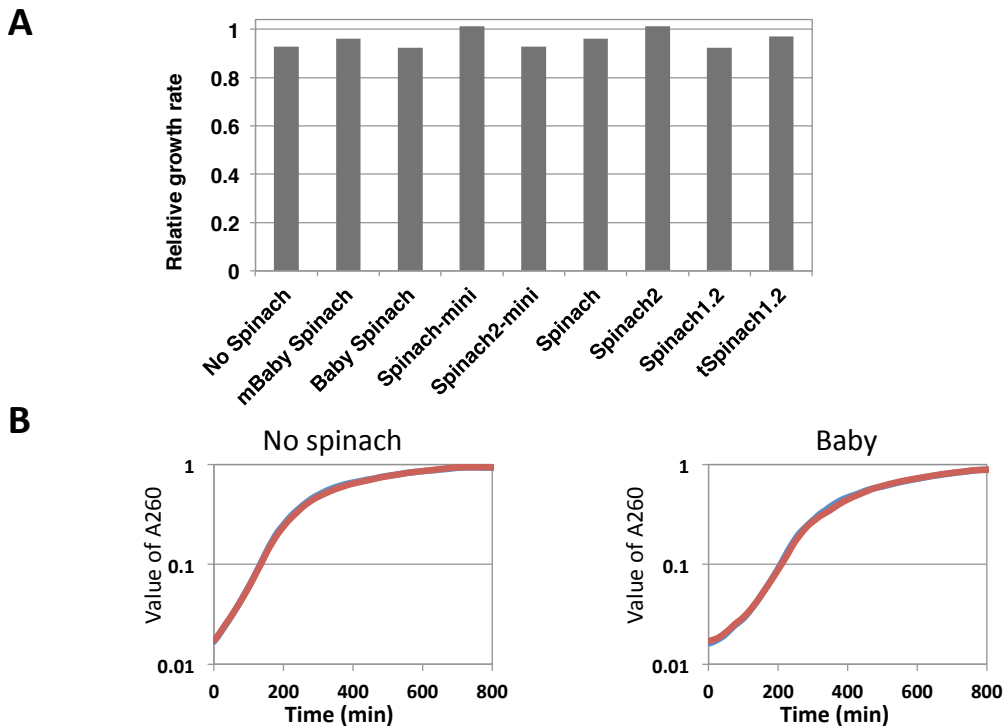 A
Relative growth rate
1
0.8
0.6
0.4
0.2
0
No Spinach
mBaby Spinach
Baby Spinach
Spinach-mini
Spinach2-mini
Spinach
Spinach2
Spinach1.2
tSpinach1.2
B
No spinach
Value of A260
1
0.1
0.01
0 200 400 600 800
Time (min)
Baby
Value of A260
1
0.1
0.01
0 200 400 600 800
Time (min)